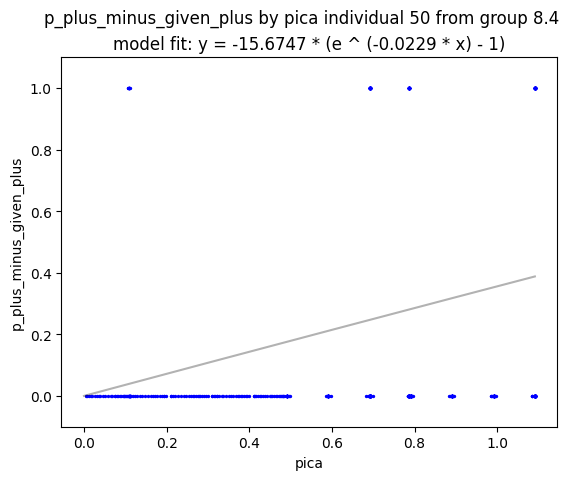 p_plus_minus_given_plus by pica individual 50 from group 8.4
model fit: y = -15.6747 * (e ^ (-0.0229 * x) - 1)
1.0
0.8
0.6
0.4
0.2
0.0
p_plus_minus_given_plus
0.0 0.2 0.4 0.6 0.8 1.0
pica